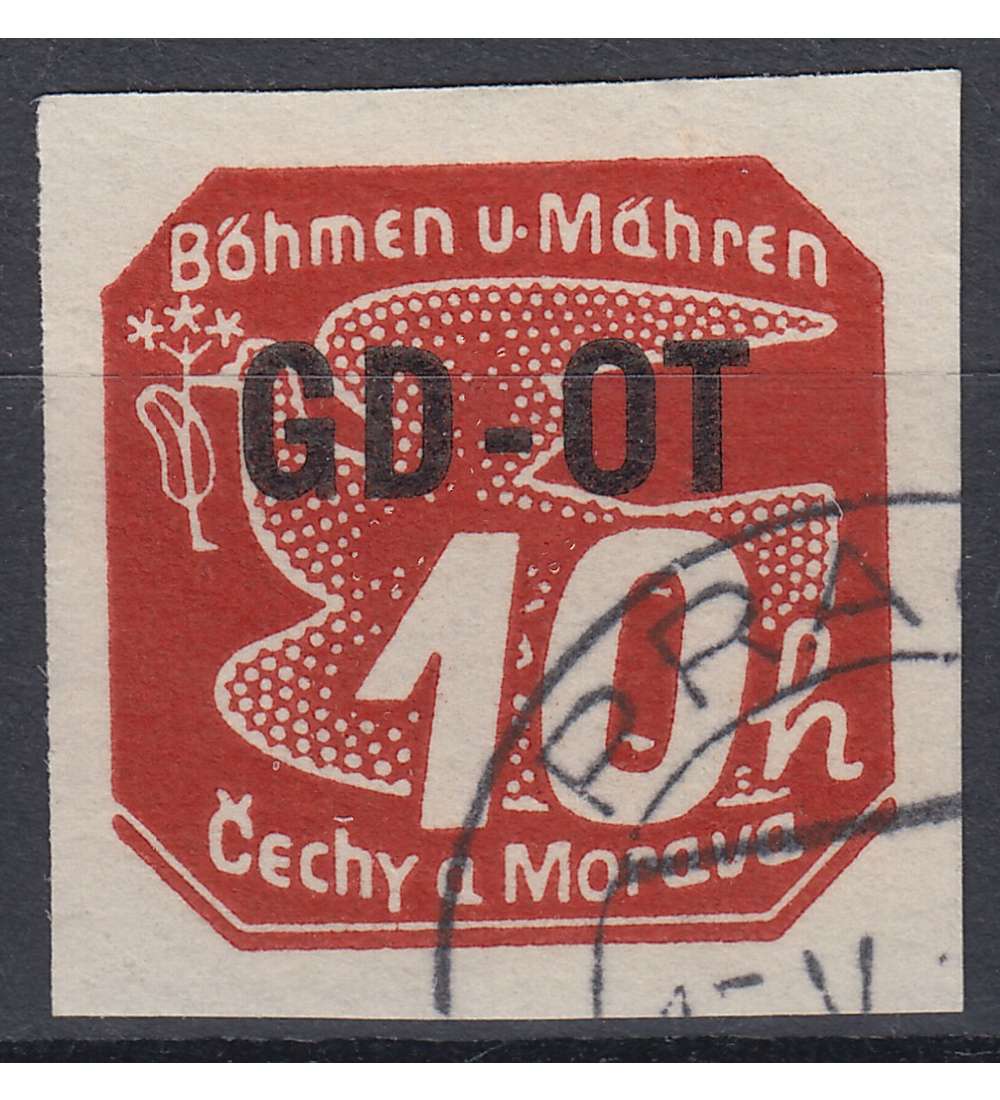 Böhmen u. Mähren
GD-OT
10h
Čechy a Morava
PRA